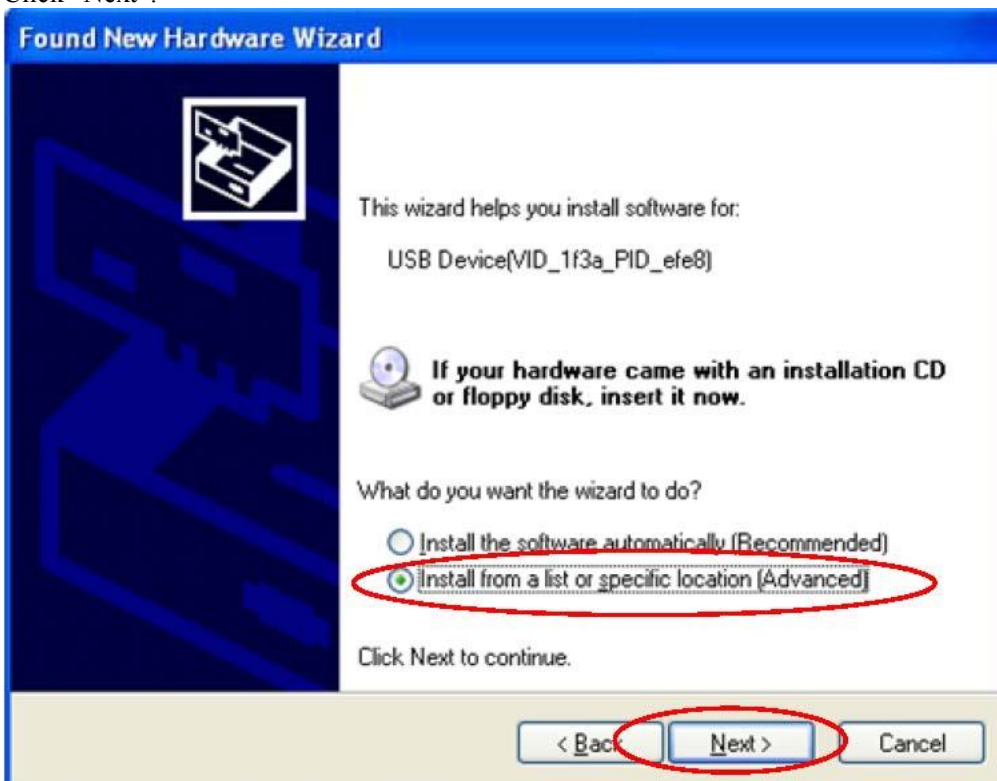 Click "Next".
Found New Hardware Wizard
This wizard helps you install software for:
USB Device(VID_1f3a_PID_efe8)
If your hardware came with an installation CD
or floppy disk, insert it now.
What do you want the wizard to do?
Install the software automatically (Recommended)
Install from a list or specific location (Advanced)
Click Next to continue.
< Back
Next >
Cancel